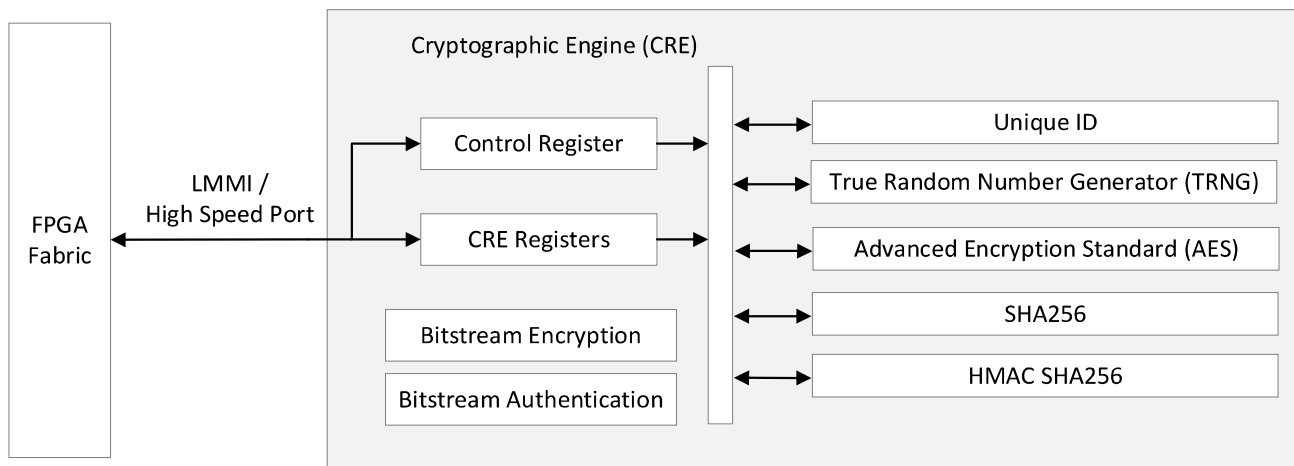 Cryptographic Engine (CRE)
FPGA
Fabric
LMMI /
High Speed Port
Control Register
CRE Registers
Bitstream Encryption
Bitstream Authentication
Unique ID
True Random Number Generator (TRNG)
Advanced Encryption Standard (AES)
SHA256
HMAC SHA256